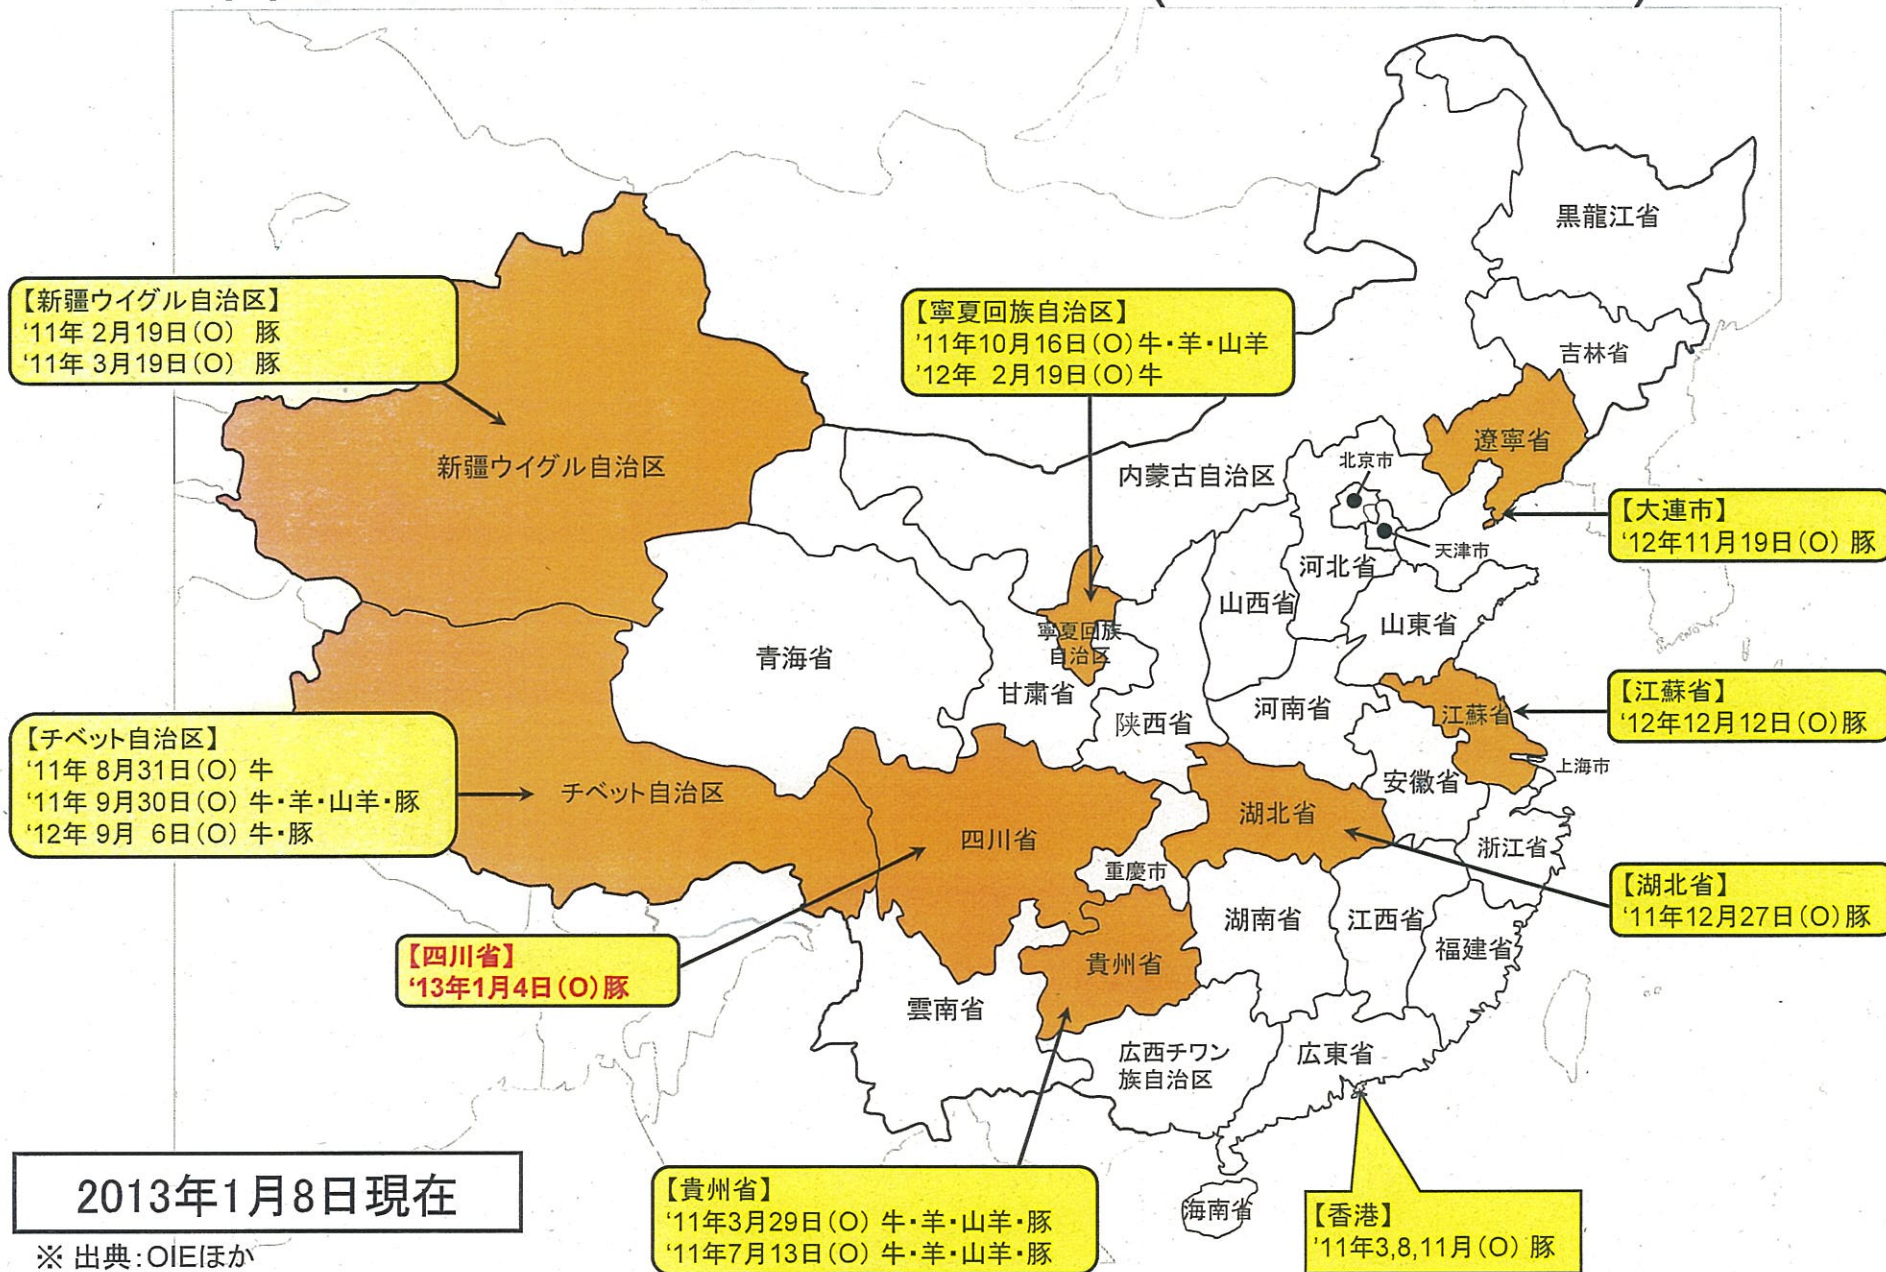 黒龍江省
【新疆ウイグル自治区】
'11年 2月19日(O) 豚
'11年 3月19日(O) 豚
【寧夏回族自治区】
'11年10月16日(O)牛・羊・山羊
'12年 2月19日(O)牛
吉林省
遼寧省
新疆ウイグル自治区
内蒙古自治区
北京市
【大連市】
'12年11月19日(O) 豚
天津市
河北省
山西省
山東省
寧夏回族
自治区
青海省
甘粛省
陝西省
河南省
江蘇省
【江蘇省】
'12年12月12日(O)豚
【チベット自治区】
'11年 8月31日(O) 牛
'11年 9月30日(O) 牛・羊・山羊・豚
'12年 9月 6日(O) 牛・豚
チベット自治区
四川省
湖北省
安徽省
上海市
浙江省
重慶市
【湖北省】
'11年12月27日(O)豚
湖南省
江西省
福建省
【四川省】
'13年1月4日(O)豚
貴州省
雲南省
広西チワン
族自治区
広東省
2013年1月8日現在
※ 出典:OIEほか
【貴州省】
'11年3月29日(O) 牛・羊・山羊・豚
'11年7月13日(O) 牛・羊・山羊・豚
海南省
【香港】
'11年3,8,11月(O) 豚